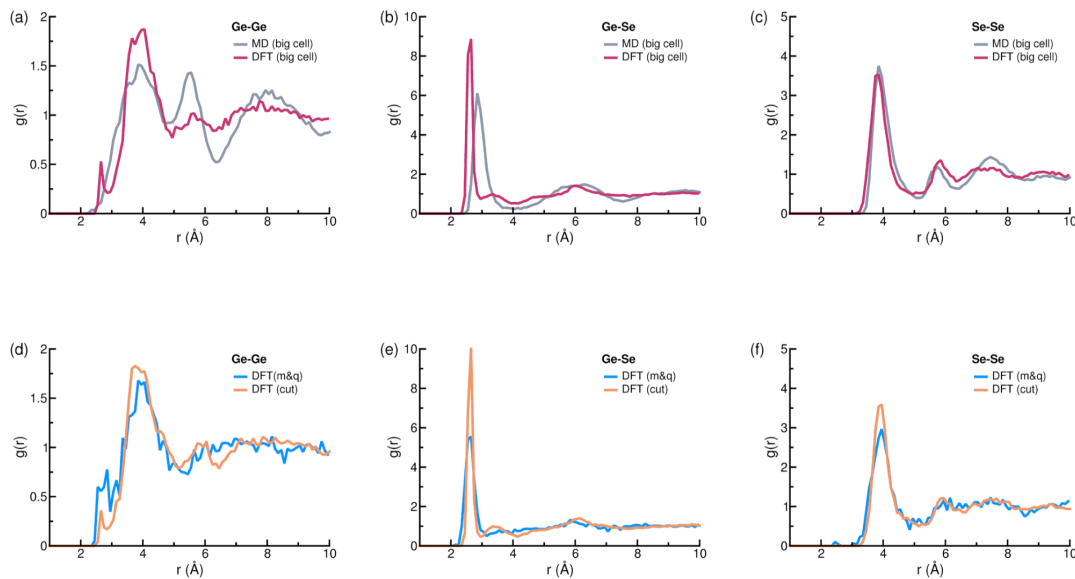 (a)
Ge-Ge
MD (big cell)
DFT (big cell)
g(r)
2
1.5
1
0.5
0
2 4 6 8 10
r (Å)
(b)
Ge-Se
MD (big cell)
DFT (big cell)
g(r)
10
8
6
4
2
0
2 4 6 8 10
r (Å)
(c)
Se-Se
MD (big cell)
DFT (big cell)
g(r)
5
4
3
2
1
0
2 4 6 8 10
r (Å)
(d)
Ge-Ge
DFT(m&q)
DFT (cut)
g(r)
2
1.5
1
0.5
0
2 4 6 8 10
r (Å)
(e)
Ge-Se
DFT (m&q)
DFT (cut)
g(r)
10
8
6
4
2
0
2 4 6 8 10
r (Å)
(f)
Se-Se
DFT (m&q)
DFT (cut)
g(r)
5
4
3
2
1
0
2 4 6 8 10
r (Å)